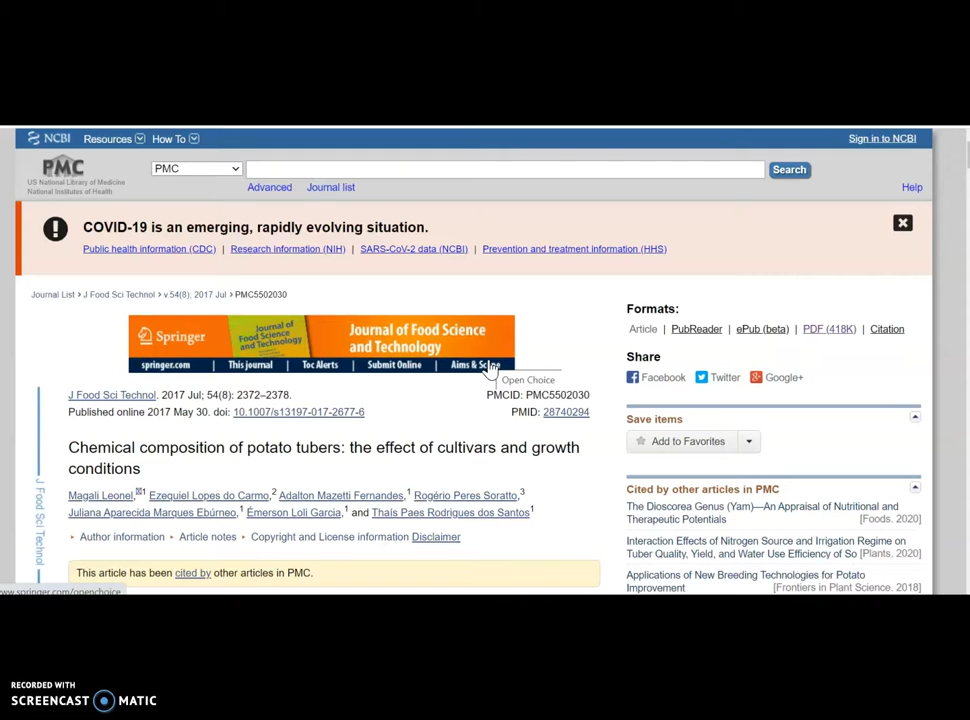 NCBI Resources How To Sign in to NCBI
PMC
US National Library of Medicine
National Institutes of Health
PMC Search
Advanced Journal list Help
COVID-19 is an emerging, rapidly evolving situation.
Public health information (CDC) | Research information (NIH) | SARS-CoV-2 data (NCBI) | Prevention and treatment information (HHS)
Journal List > J Food Sci Technol > v.54(8); 2017 Jul > PMC5502030
Springer
Journal of
Food Science
and Technology
Journal of Food Science
and Technology
springer.com | This journal | Toc Alerts | Submit Online | Aims &
Open Choice
J Food Sci Technol. 2017 Jul; 54(8): 2372–2378.
PMCID: PMC5502030
Published online 2017 May 30. doi: 10.1007/s13197-017-2677-6
PMID: 28740294
Chemical composition of potato tubers: the effect of cultivars and growth
conditions
Magali Leonel,1 Ezequiel Lopes do Carmo,2 Adalton Mazetti Fernandes,1 Rogério Peres Soratto,3
Juliana Aparecida Marques Ebúrneo,1 Émerson Loli Garcia,1 and Thaís Paes Rodrigues dos Santos1
Author information Article notes Copyright and License information Disclaimer
This article has been cited by other articles in PMC.
J Food Sci Technol
Formats:
Article | PubReader | ePub (beta) | PDF (418K) | Citation
Share
Facebook Twitter Google+
Save items
Add to Favorites
Cited by other articles in PMC
The Dioscorea Genus (Yam)—An Appraisal of Nutritional and
Therapeutic Potentials [Foods. 2020]
Interaction Effects of Nitrogen Source and Irrigation Regime on
Tuber Quality, Yield, and Water Use Efficiency of So [Plants. 2020]
Applications of New Breeding Technologies for Potato
Improvement [Frontiers in Plant Science. 2018]
www.springer.com/openchoice
RECORDED WITH
SCREENCAST MATIC